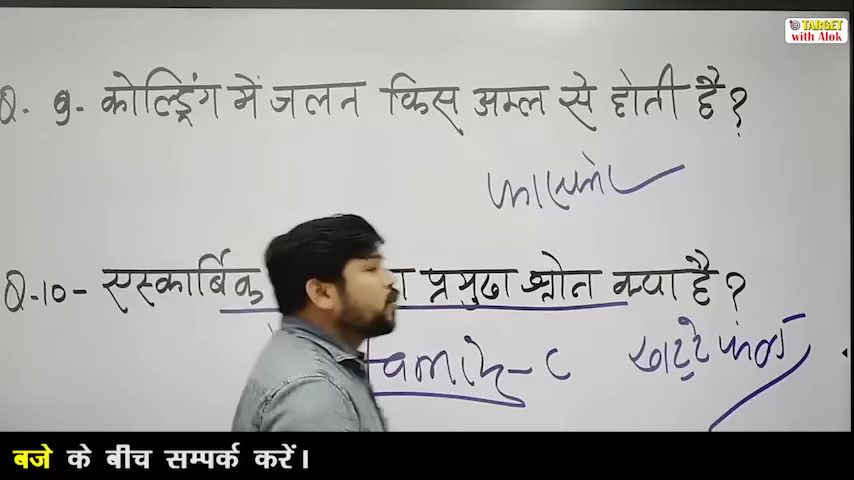 TARGET
with Alok
Q. 9. कोल्ड्रिंग में जलन किस अम्ल से होती है?
Q.10- एस्कार्बिक प्रमुख श्रोत क्या है?
-C खट्टे फल
बजे के बीच सम्पर्क करें।